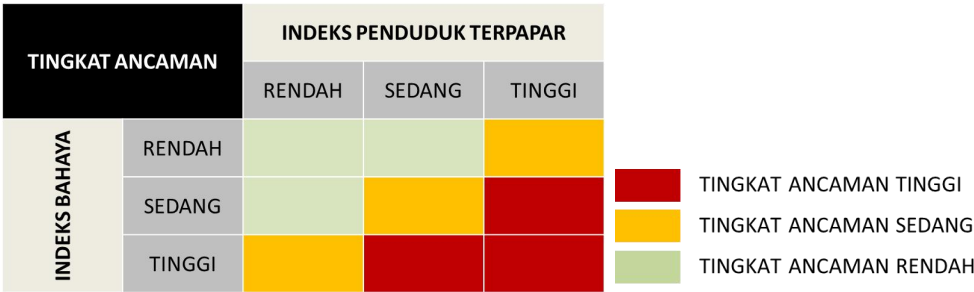 TINGKAT ANCAMAN
INDEKS PENDUDUK TERPAPAR
RENDAH SEDANG TINGGI
INDEKS BAHAYA
RENDAH
SEDANG
TINGGI
TINGKAT ANCAMAN TINGGI
TINGKAT ANCAMAN SEDANG
TINGKAT ANCAMAN RENDAH